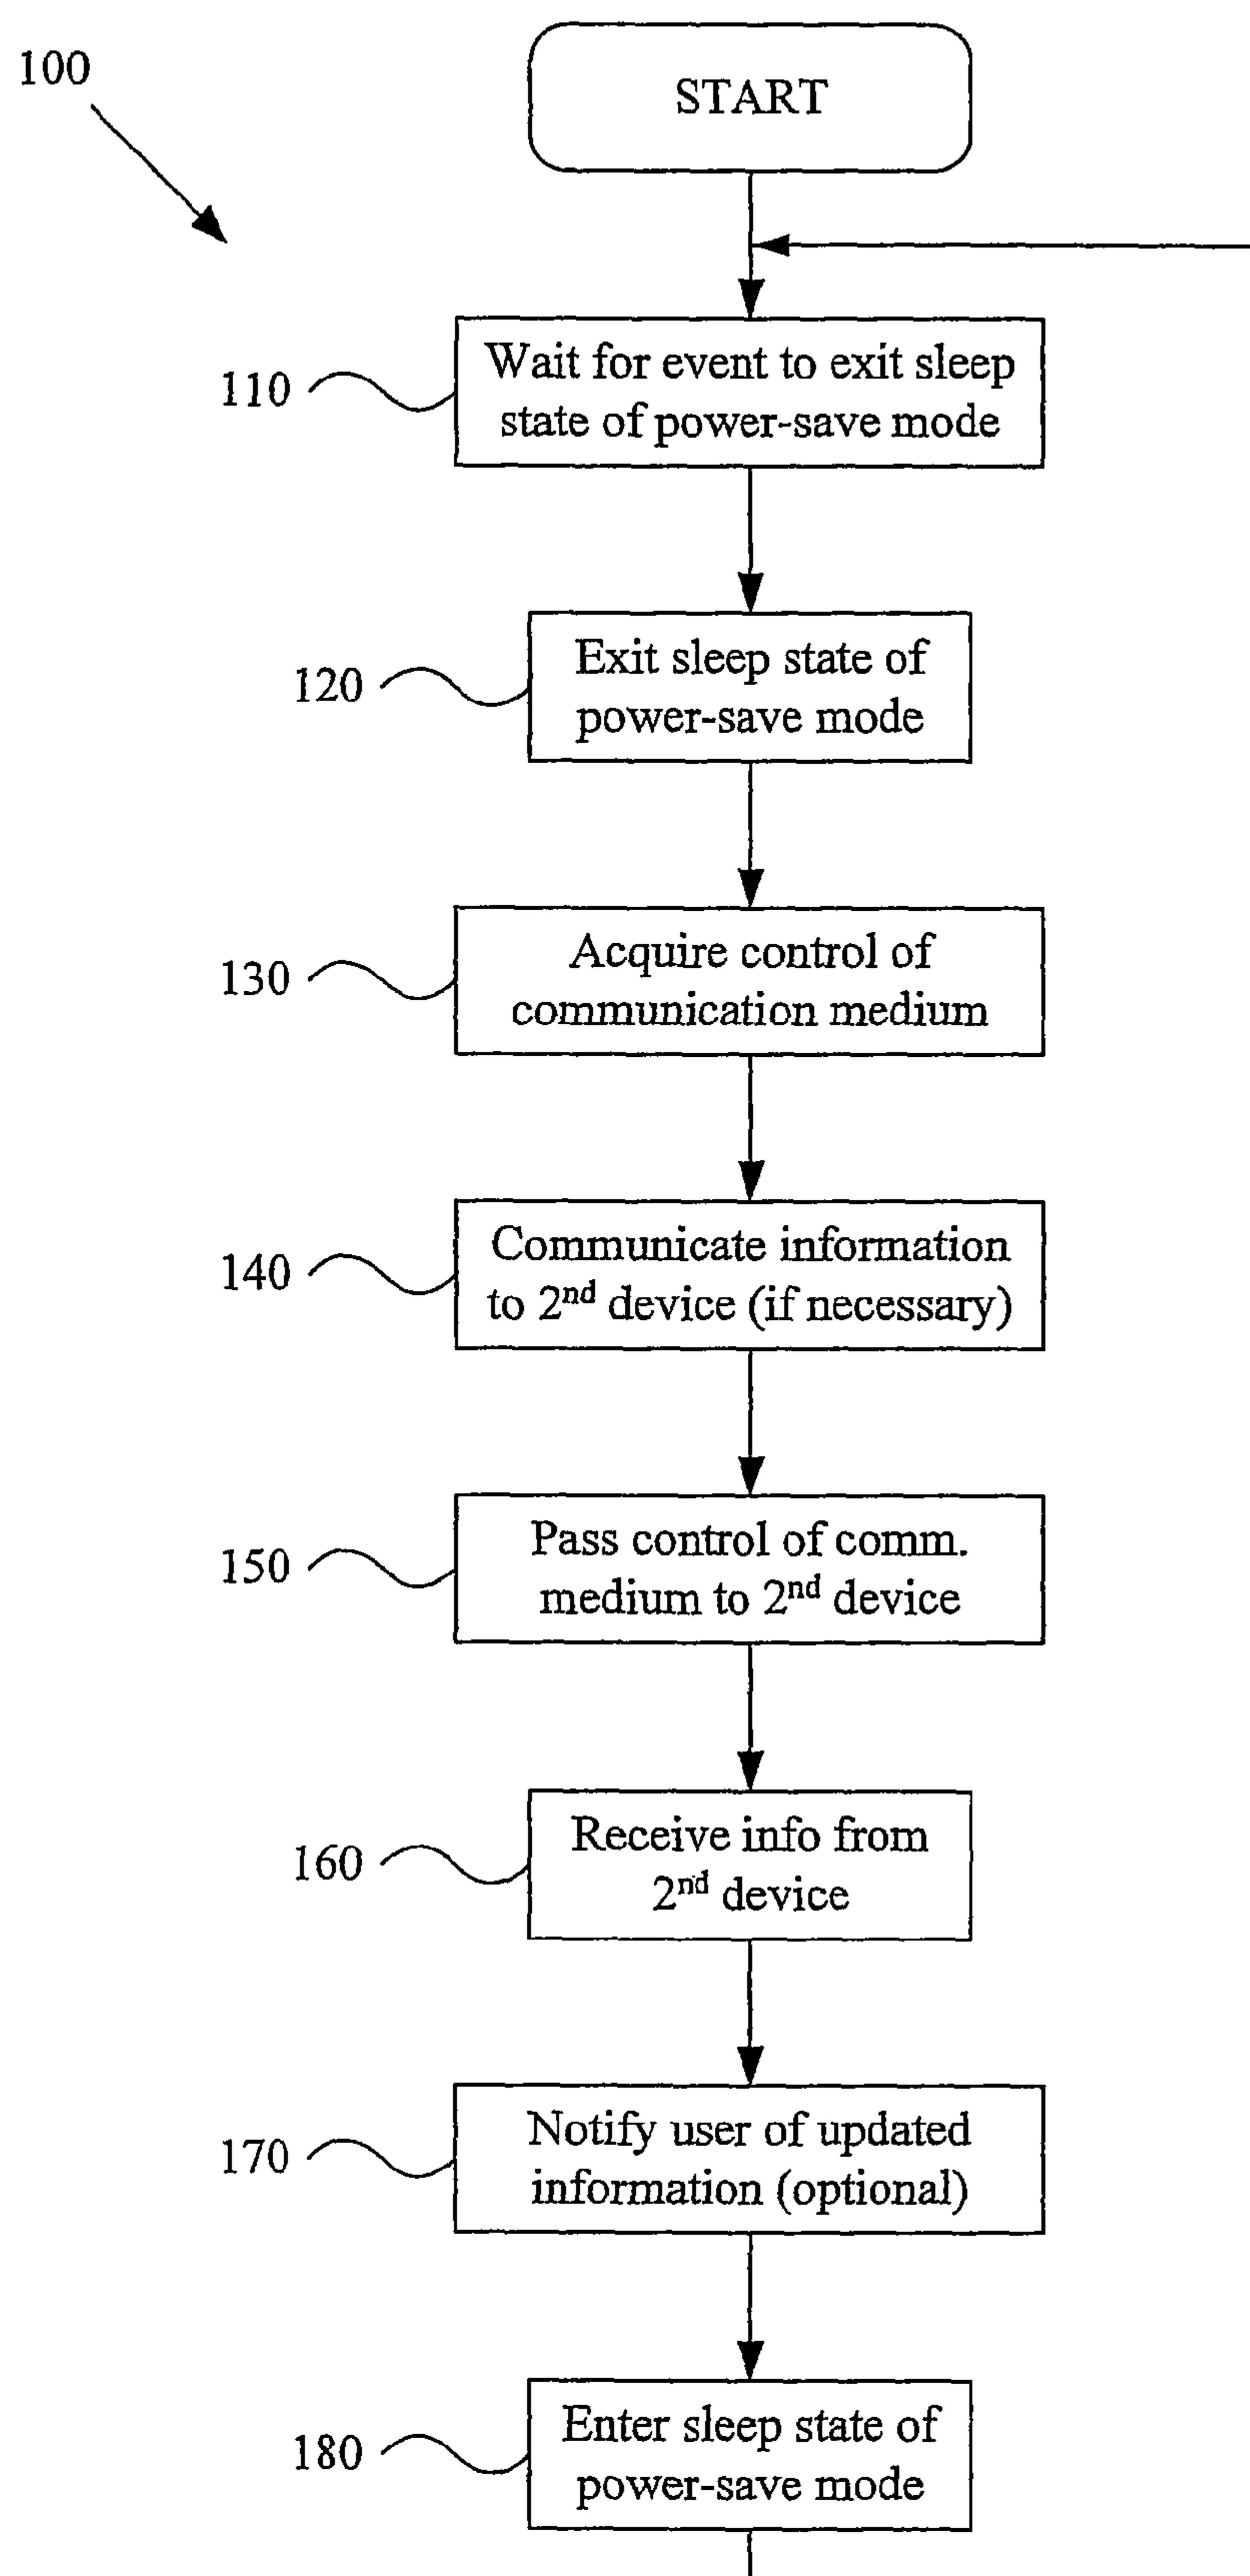 100
START
110
Wait for event to exit sleep
state of power-save mode
120
Exit sleep state of
power-save mode
130
Acquire control of
communication medium
140
Communicate information
to 2nd device (if necessary)
150
Pass control of comm.
medium to 2nd device
160
Receive info from
2nd device
170
Notify user of updated
information (optional)
180
Enter sleep state of
power-save mode